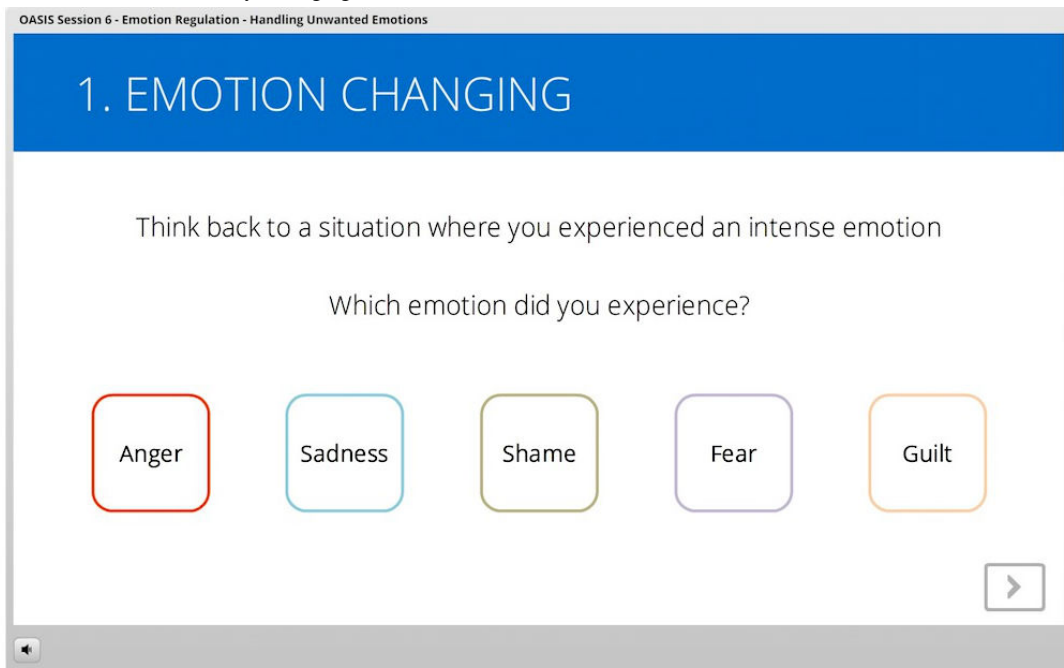 OASIS Session 6 - Emotion Regulation - Handling Unwanted Emotions
1. EMOTION CHANGING
Think back to a situation where you experienced an intense emotion
Which emotion did you experience?
Anger
Sadness
Shame
Fear
Guilt